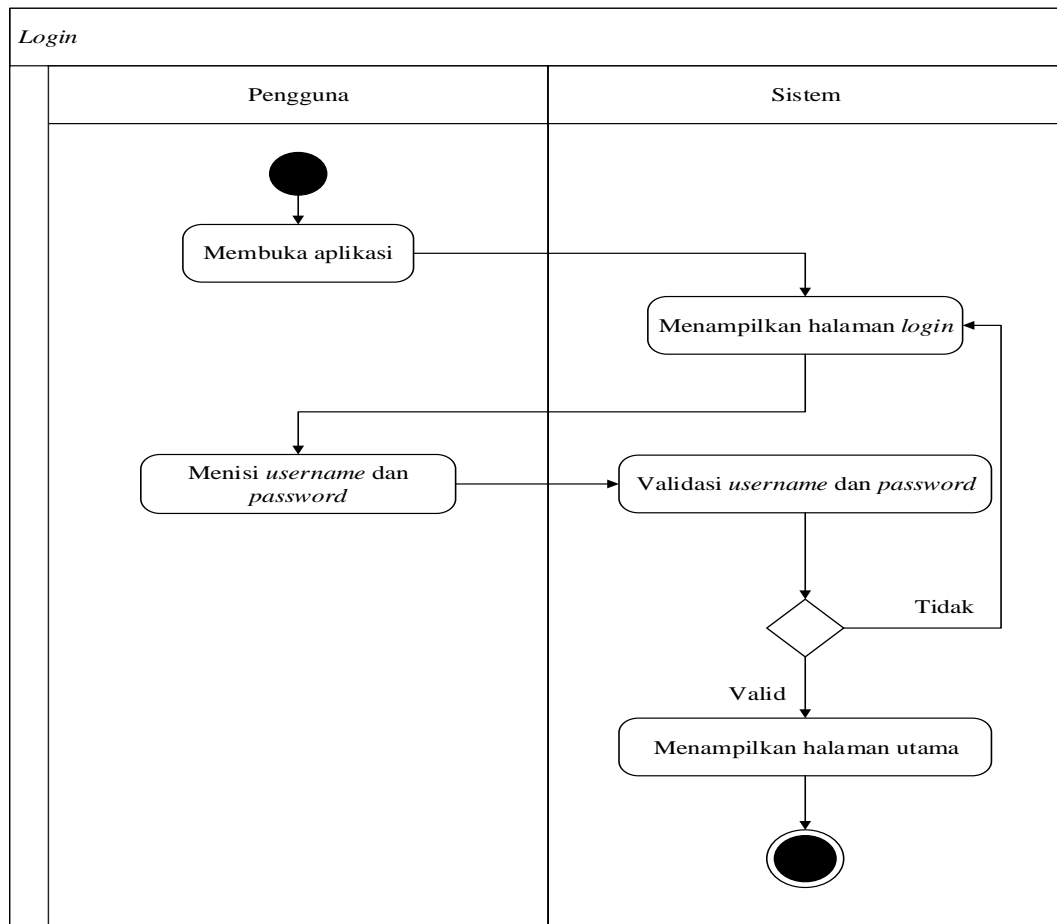 Login
Pengguna
Sistem
Membuka aplikasi
Menampilkan halaman login
Menisi username dan
password
Validasi username dan password
Tidak
Valid
Menampilkan halaman utama